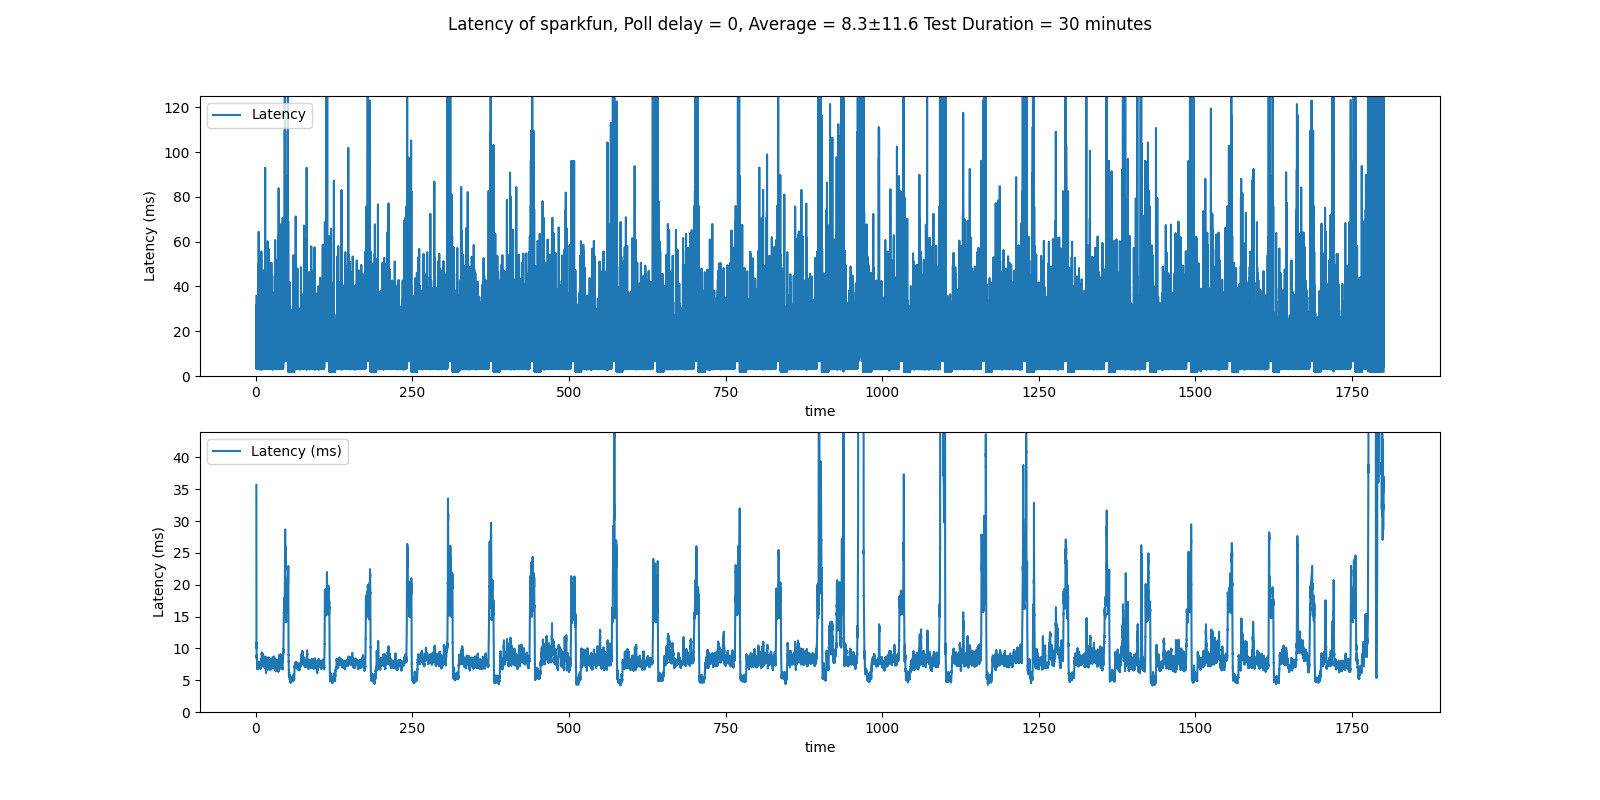 Latency of sparkfun, Poll delay = 0, Average = 8.3±11.6 Test Duration = 30 minutes
Latency
Latency (ms)
120
100
80
60
40
20
0
0 250 500 750 1000 1250 1500 1750
time
Latency (ms)
Latency (ms)
40
35
30
25
20
15
10
5
0
0 250 500 750 1000 1250 1500 1750
time